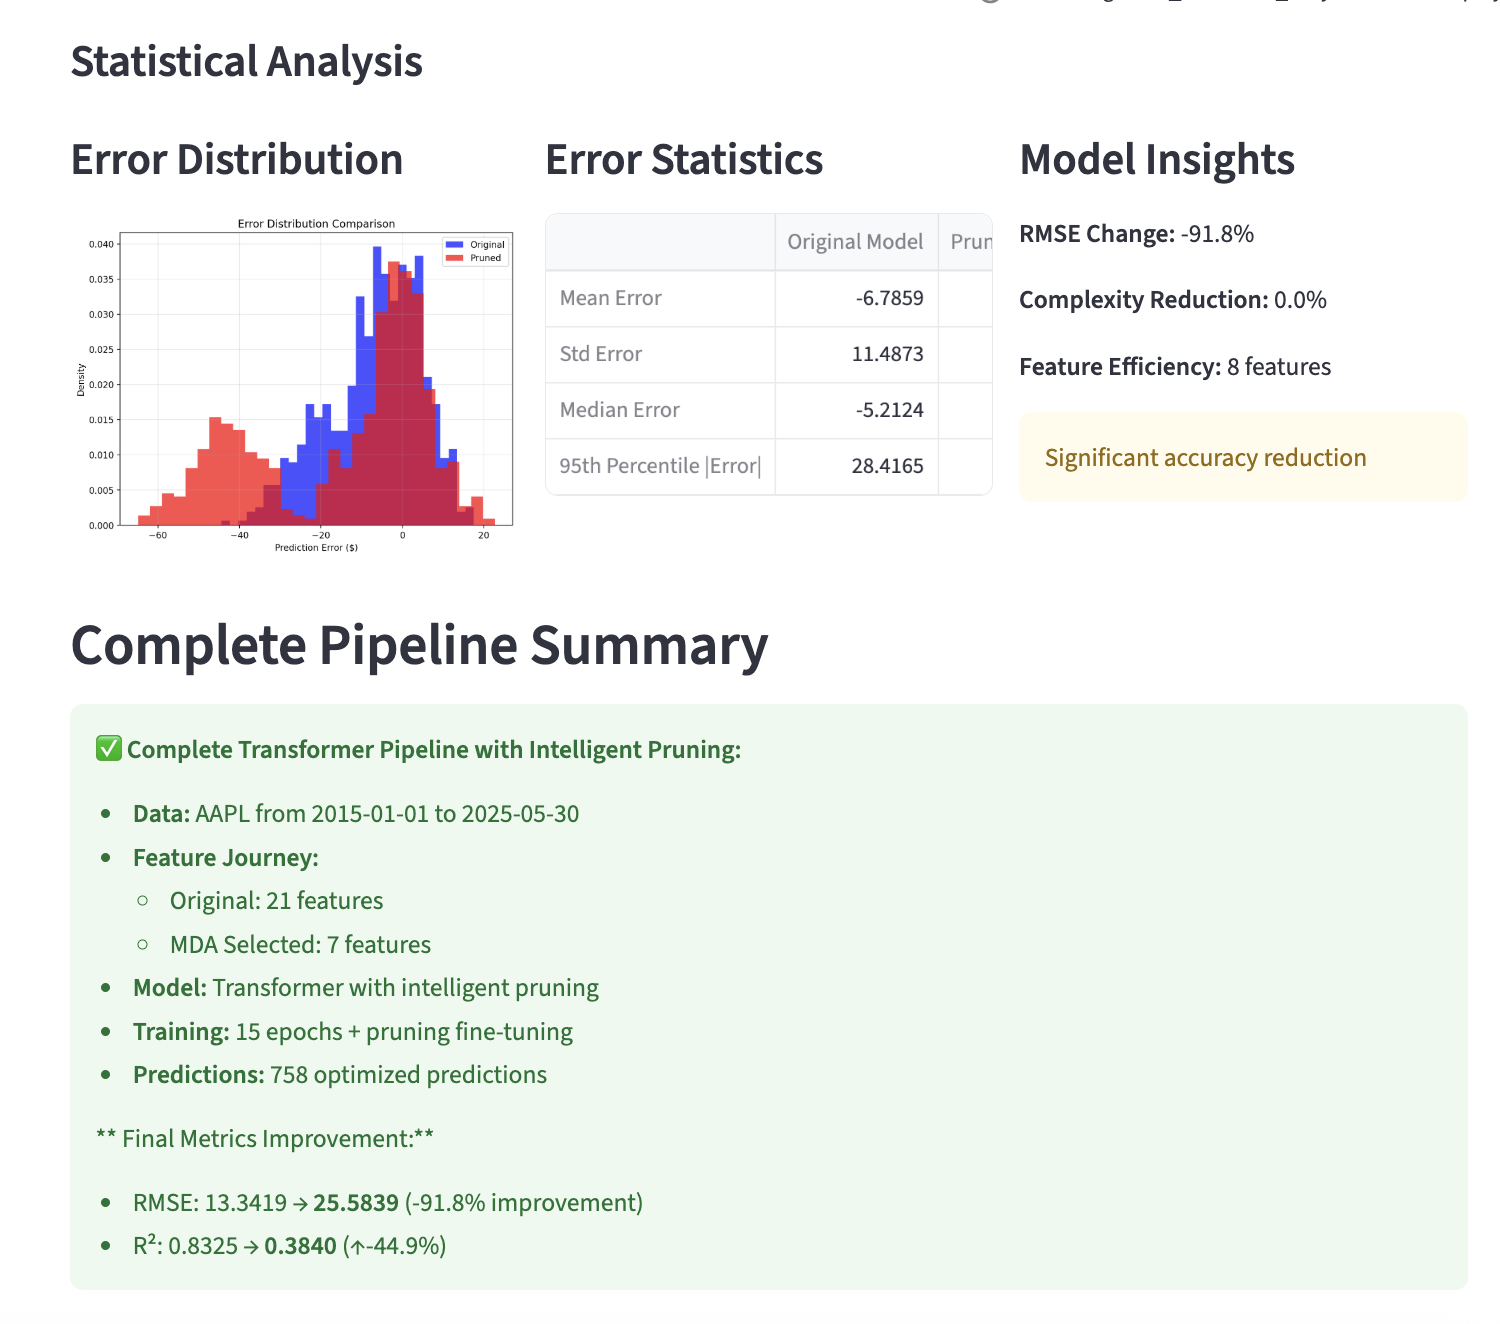 Statistical Analysis
Error Distribution
Error Distribution Comparison
Original
Pruned
0.040
0.035
0.030
0.025
0.020
0.015
0.010
0.005
0.000
Density
−60
−40
−20
0
20
Prediction Error ($)
Error Statistics
Original Model Prun
Mean Error -6.7859
Std Error 11.4873
Median Error -5.2124
95th Percentile |Error| 28.4165
Model Insights
RMSE Change: -91.8%
Complexity Reduction: 0.0%
Feature Efficiency: 8 features
Significant accuracy reduction
Complete Pipeline Summary
✅ Complete Transformer Pipeline with Intelligent Pruning:
• Data: AAPL from 2015-01-01 to 2025-05-30
• Feature Journey:
○ Original: 21 features
○ MDA Selected: 7 features
• Model: Transformer with intelligent pruning
• Training: 15 epochs + pruning fine-tuning
• Predictions: 758 optimized predictions
** Final Metrics Improvement:**
• RMSE: 13.3419 → 25.5839 (-91.8% improvement)
• R²: 0.8325 → 0.3840 (↑-44.9%)